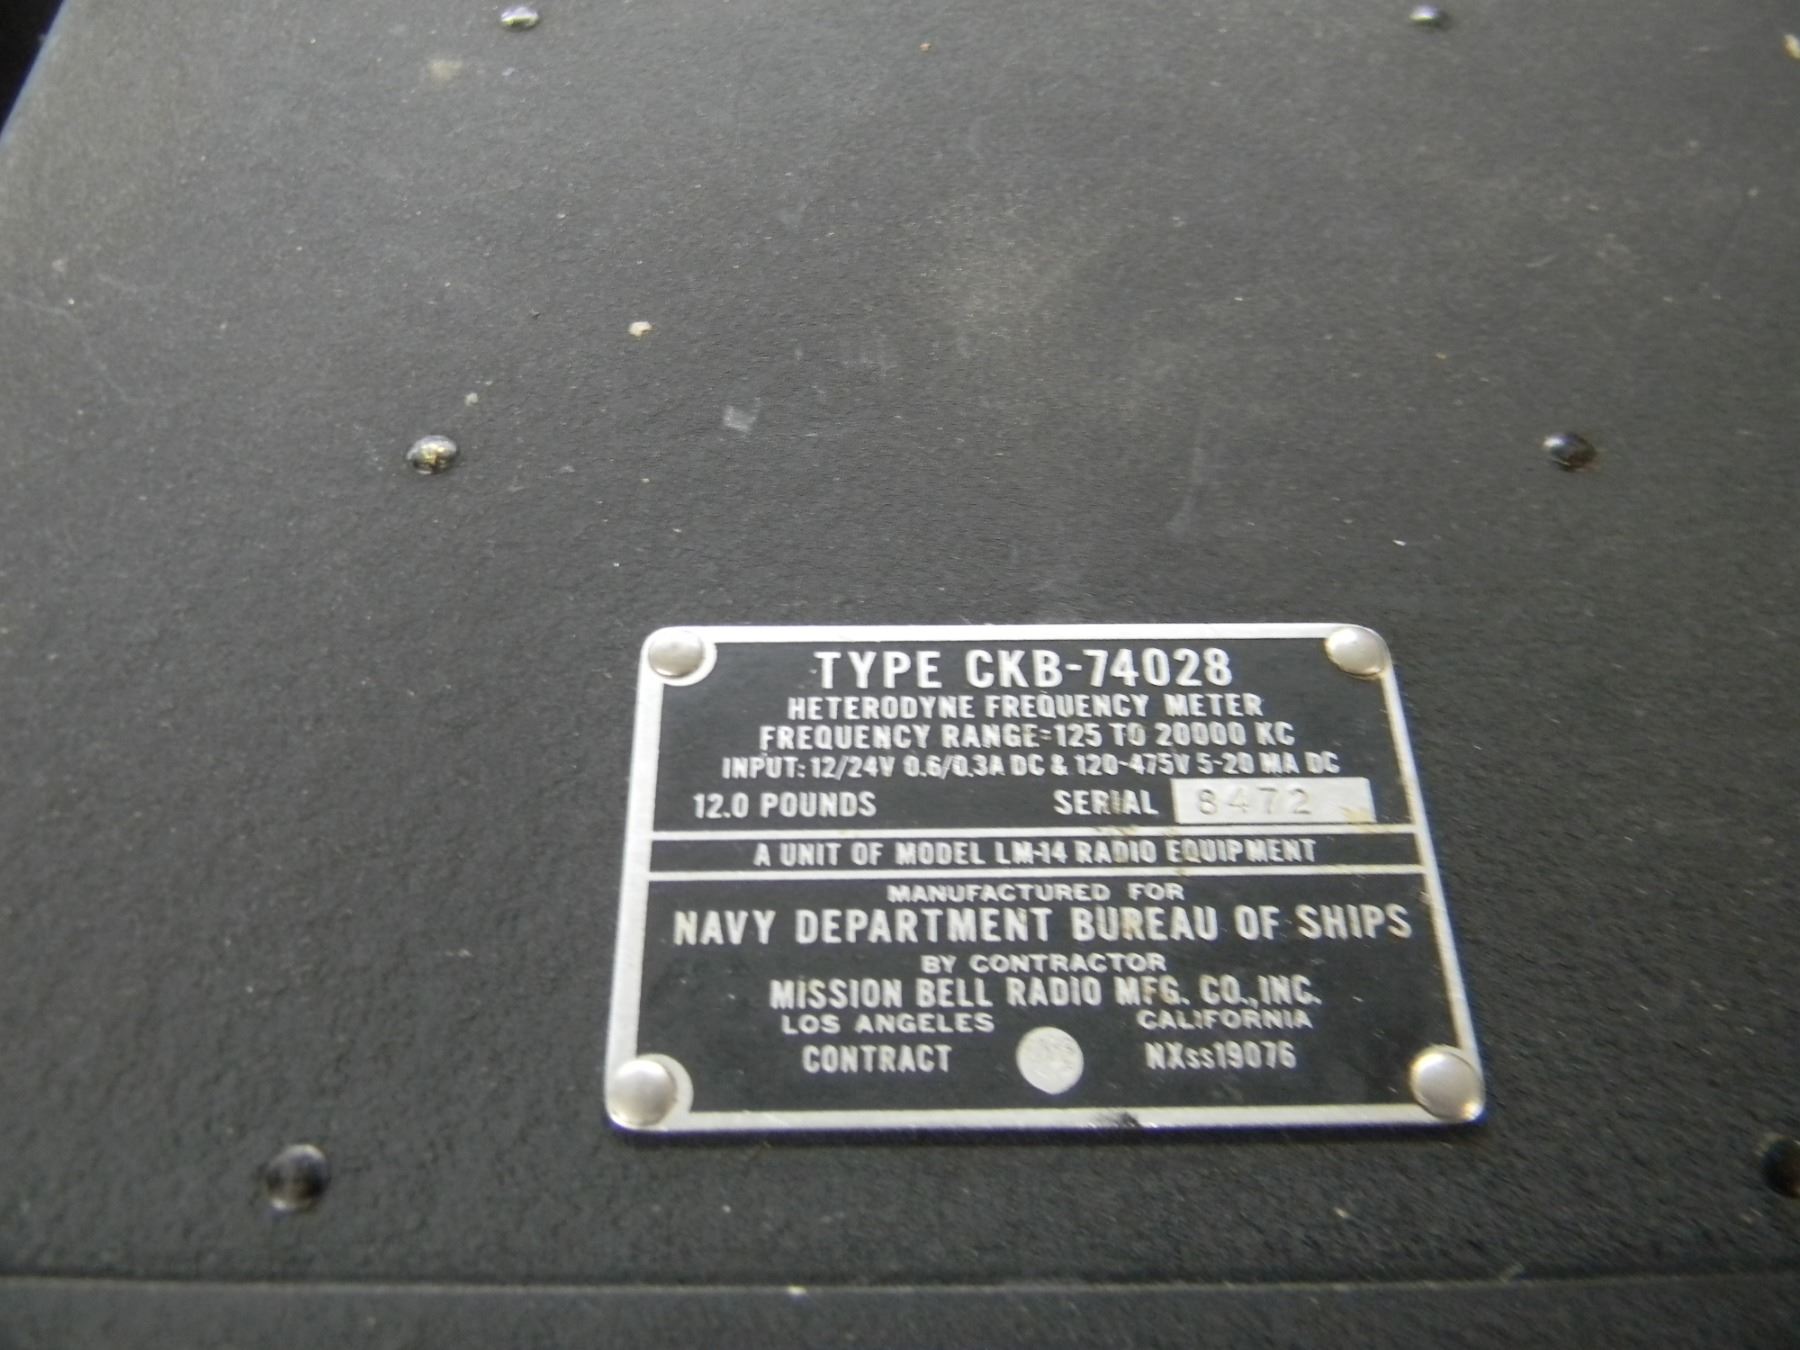 TYPE CKB-74028
HETERODYNE FREQUENCY METER
FREQUENCY RANGE=125 TO 20000 KC
INPUT: 12/24V 0.6/0.3A DC & 120-475V 5-20 MA DC
12.0 POUNDS SERIAL 8472
A UNIT OF MODEL LM-14 RADIO EQUIPMENT
MANUFACTURED FOR
NAVY DEPARTMENT BUREAU OF SHIPS
BY CONTRACTOR
MISSION BELL RADIO MFG. CO., INC.
LOS ANGELES CALIFORNIA
CONTRACT NXss19076